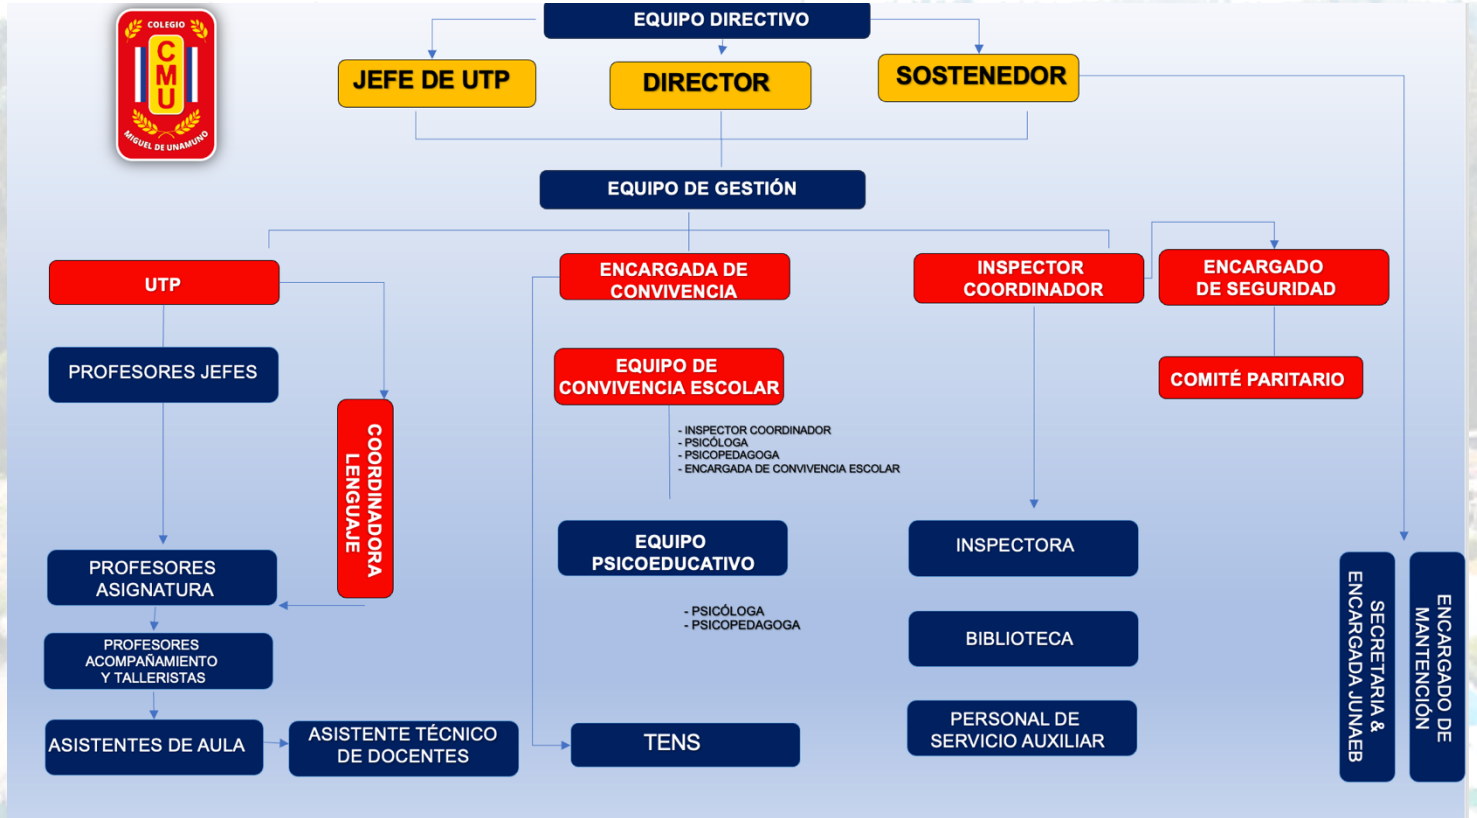 EQUIPO DIRECTIVO
COLEGIO
C
M
U
MIGUEL DE UNAMUNO
JEFE DE UTP
DIRECTOR
SOSTENEDOR
EQUIPO DE GESTIÓN
UTP
ENCARGADA DE
CONVIVENCIA
INSPECTOR
COORDINADOR
ENCARGADO
DE SEGURIDAD
PROFESORES JEFES
EQUIPO DE
CONVIVENCIA ESCOLAR
COMITÉ PARITARIO
COORDINADORA
LENGUAJE
- INSPECTOR COORDINADOR
- PSICÓLOGA
- PSICOPEDAGOGA
- ENCARGADA DE CONVIVENCIA ESCOLAR
PROFESORES
ASIGNATURA
EQUIPO
PSICOEDUCATIVO
INSPECTORA
- PSICÓLOGA
- PSICOPEDAGOGA
PROFESORES
ACOMPAÑAMIENTO
Y TALLERISTAS
BIBLIOTECA
SECRETARIA &
ENCARGADA JUNAEB
ENCARGADO DE
MANTENCIÓN
ASISTENTES DE AULA
ASISTENTE TÉCNICO
DE DOCENTES
TENS
PERSONAL DE
SERVICIO AUXILIAR